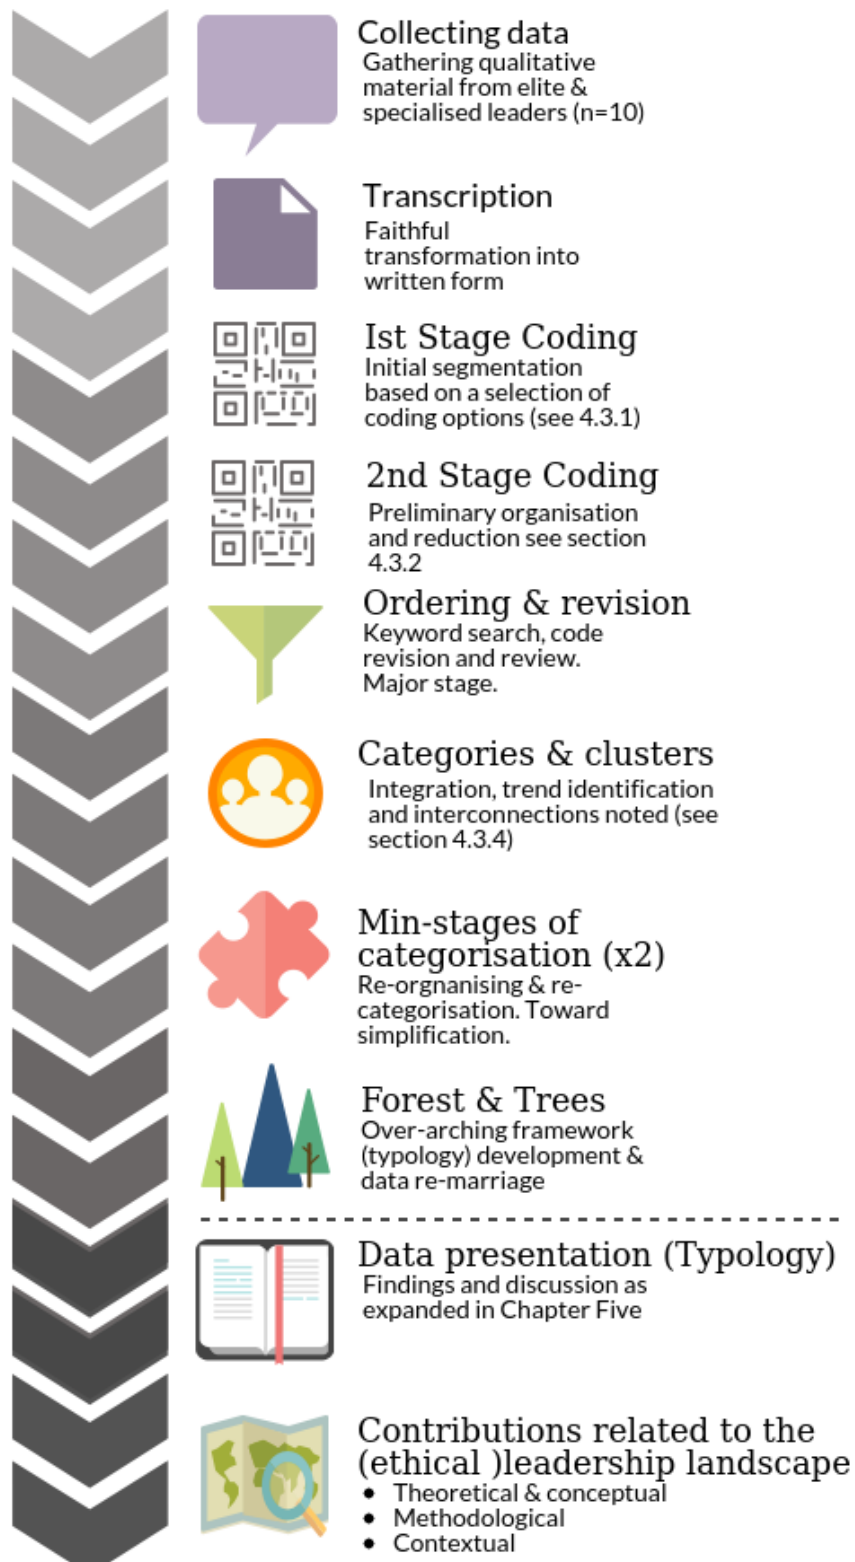 Collecting data
Gathering qualitative
material from elite &
specialised leaders (n=10)
Transcription
Faithful
transformation into
written form
Ist Stage Coding
Initial segmentation
based on a selection of
coding options (see 4.3.1)
2nd Stage Coding
Preliminary organisation
and reduction see section
4.3.2
Ordering & revision
Keyword search, code
revision and review.
Major stage.
Categories & clusters
Integration, trend identification
and interconnections noted (see
section 4.3.4)
Min-stages of
categorisation (x2)
Re-orgnanising & re-
categorisation. Toward
simplification.
Forest & Trees
Over-arching framework
(typology) development &
data re-marriage
Data presentation (Typology)
Findings and discussion as
expanded in Chapter Five
Contributions related to the
(ethical )leadership landscape
• Theoretical & conceptual
• Methodological
• Contextual